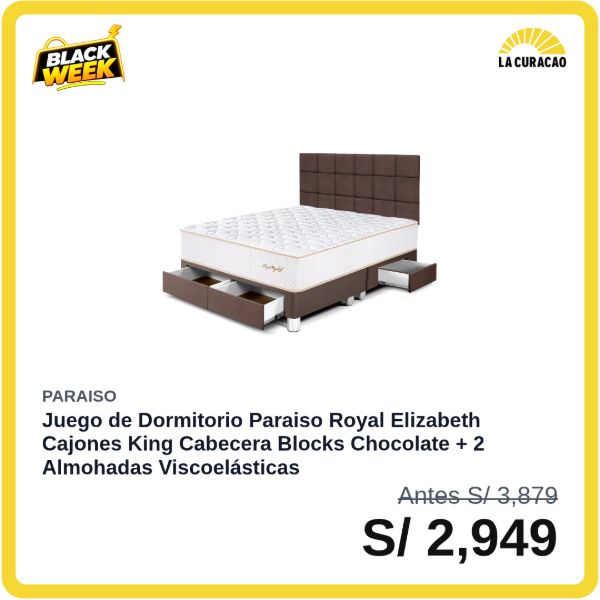 BLACK
WEEK
LA CURACAO
PARAISO
Juego de Dormitorio Paraiso Royal Elizabeth
Cajones King Cabecera Blocks Chocolate + 2
Almohadas Viscoelásticas
Antes S/ 3,879
S/ 2,949